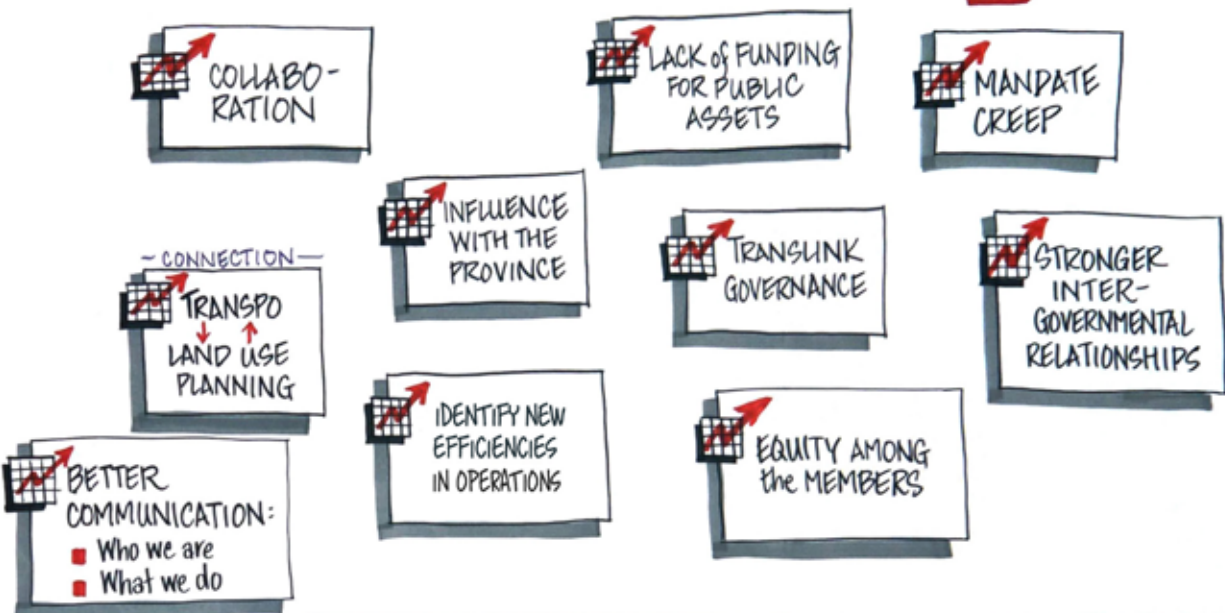 COLLABO-
RATION
LACK of FUNDING
FOR PUBLIC
ASSETS
MANDATE
CREEP
INFLUENCE
WITH THE
PROVINCE
TRANSLINK
GOVERNANCE
STRONGER
INTER-
GOVERNMENTAL
RELATIONSHIPS
~ CONNECTION —
TRANSPO
LAND USE
PLANNING
IDENTIFY NEW
EFFICIENCIES
IN OPERATIONS
EQUITY AMONG
the MEMBERS
BETTER
COMMUNICATION:
Who we are
What we do